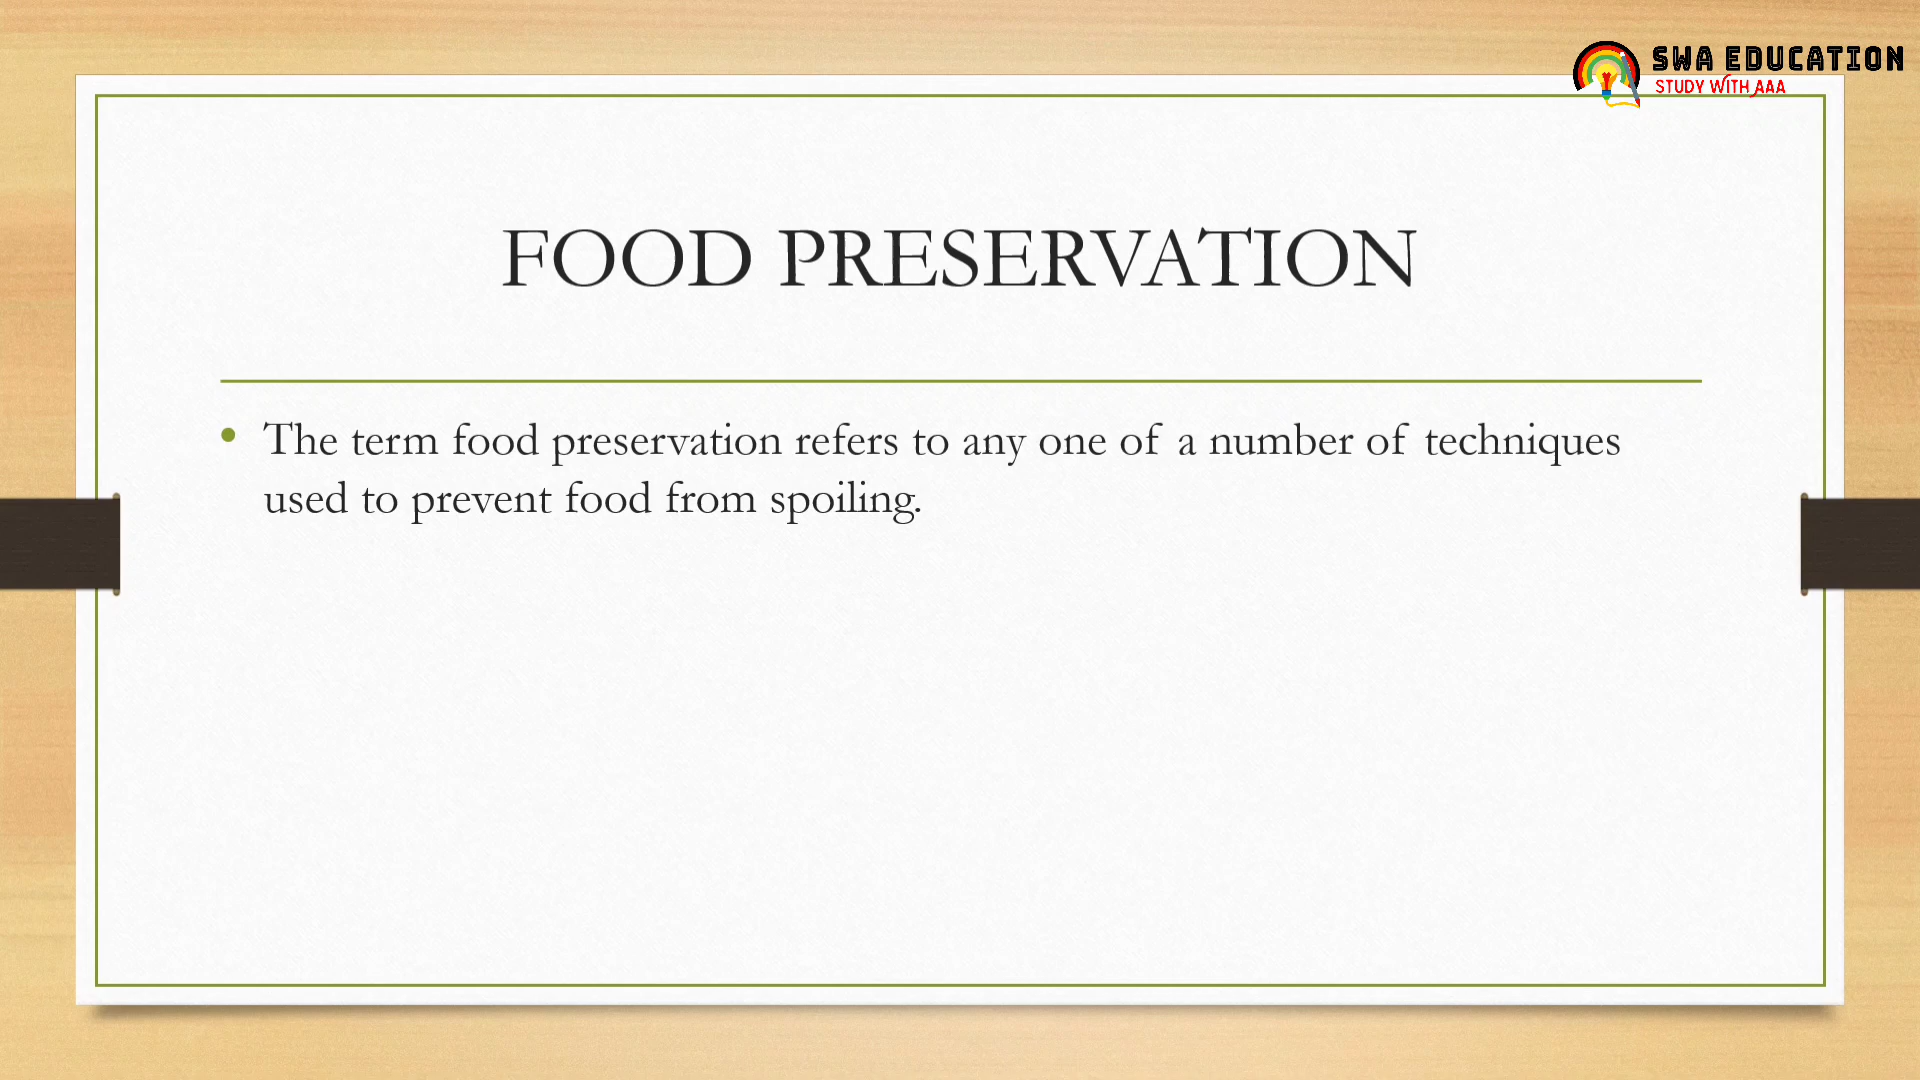 SWA EDUCATION
STUDY WITH AAA
FOOD PRESERVATION
• The term food preservation refers to any one of a number of techniques
used to prevent food from spoiling.